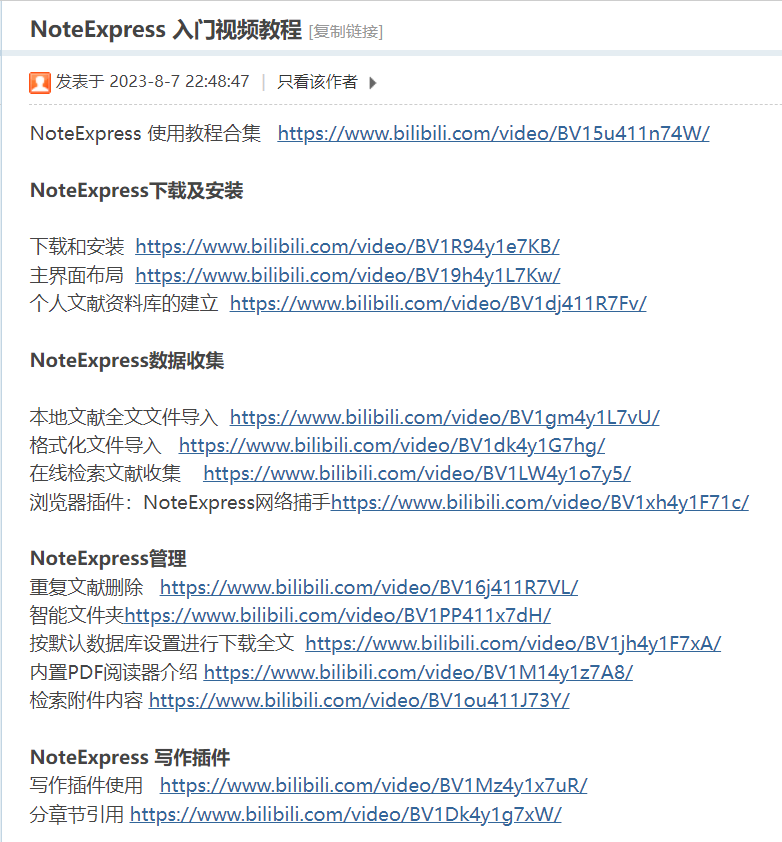 NoteExpress 入门视频教程 [复制链接]
发表于 2023-8-7 22:48:47 | 只看该作者
NoteExpress 使用教程合集 https://www.bilibili.com/video/BV15u411n74W/
NoteExpress下载及安装
下载和安装 https://www.bilibili.com/video/BV1R94y1e7KB/
主界面布局 https://www.bilibili.com/video/BV19h4y1L7Kw/
个人文献资料库的建立 https://www.bilibili.com/video/BV1dj411R7Fv/
NoteExpress数据收集
本地文献全文文件导入 https://www.bilibili.com/video/BV1gm4y1L7vU/
格式化文件导入 https://www.bilibili.com/video/BV1dk4y1G7hg/
在线检索文献收集 https://www.bilibili.com/video/BV1LW4y1o7y5/
浏览器插件：NoteExpress网络捕手https://www.bilibili.com/video/BV1xh4y1F71c/
NoteExpress管理
重复文献删除 https://www.bilibili.com/video/BV16j411R7VL/
智能文件夹https://www.bilibili.com/video/BV1PP411x7dH/
按默认数据库设置进行下载全文 https://www.bilibili.com/video/BV1jh4y1F7xA/
内置PDF阅读器介绍 https://www.bilibili.com/video/BV1M14y1z7A8/
检索附件内容 https://www.bilibili.com/video/BV1ou411J73Y/
NoteExpress 写作插件
写作插件使用 https://www.bilibili.com/video/BV1Mz4y1x7uR/
分章节引用 https://www.bilibili.com/video/BV1Dk4y1g7xW/